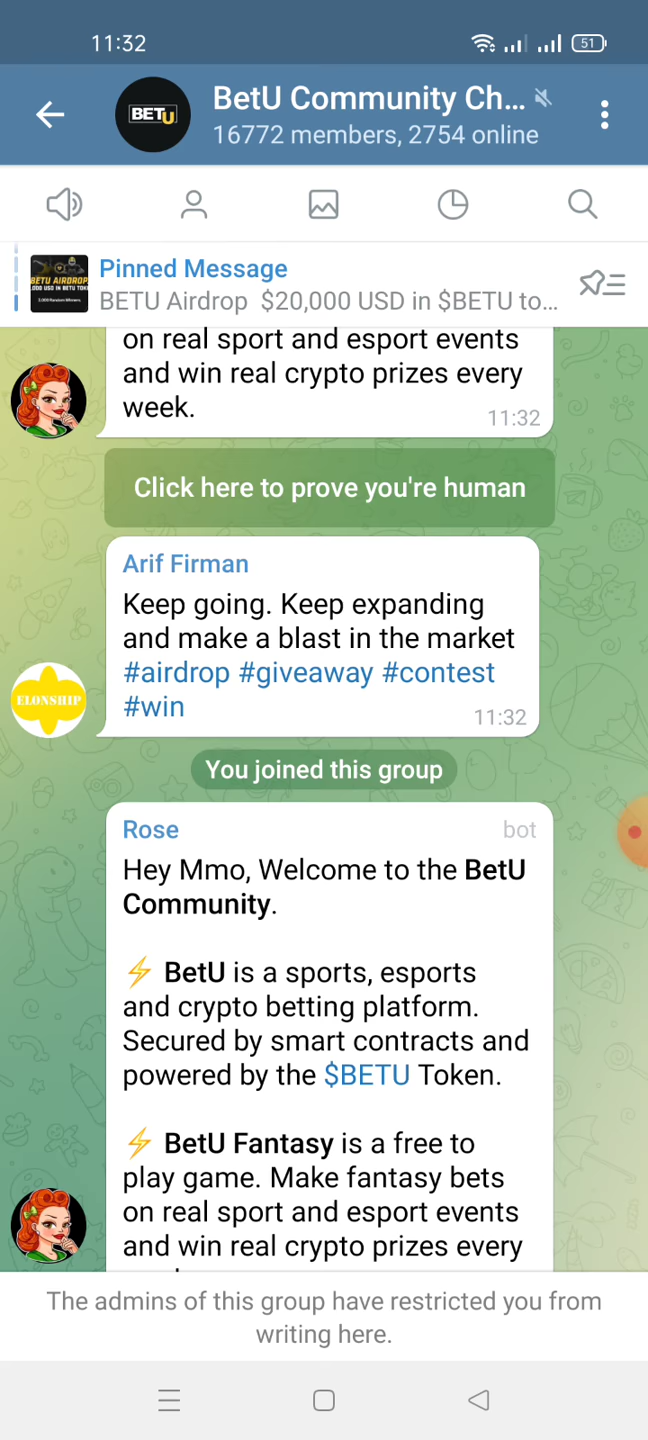 11:32
51
BETU
BetU Community Ch...
16772 members, 2754 online
BETU AIRDROP
Pinned Message
BETU Airdrop $20,000 USD in $BETU to...
on real sport and esport events
and win real crypto prizes every
week.
11:32
Click here to prove you're human
Arif Firman
Keep going. Keep expanding
and make a blast in the market
#airdrop #giveaway #contest
#win
11:32
ELONSHIP
You joined this group
Rose
bot
Hey Mmo, Welcome to the BetU
Community.
⚡ BetU is a sports, esports
and crypto betting platform.
Secured by smart contracts and
powered by the $BETU Token.
⚡ BetU Fantasy is a free to
play game. Make fantasy bets
on real sport and esport events
and win real crypto prizes every
The admins of this group have restricted you from
writing here.